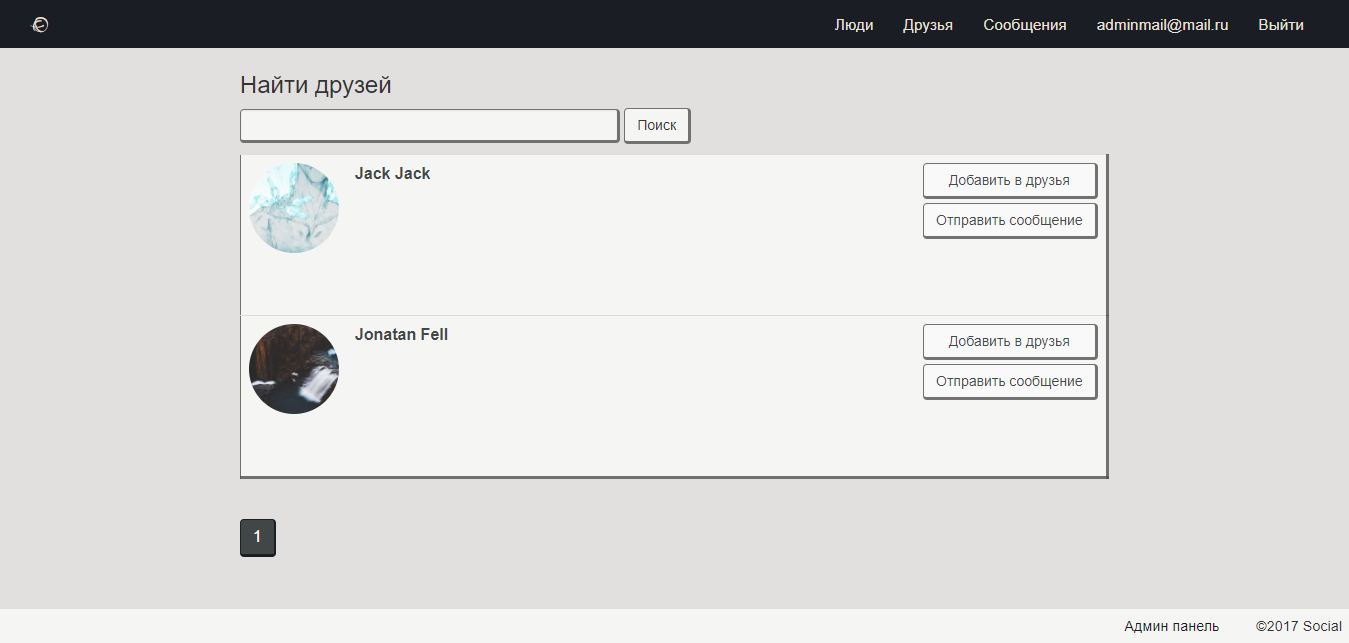 Люди Друзья Сообщения adminmail@mail.ru Выйти
Найти друзей
Поиск
Jack Jack
Добавить в друзья
Отправить сообщение
Jonatan Fell
Добавить в друзья
Отправить сообщение
1
Админ панель ©2017 Social